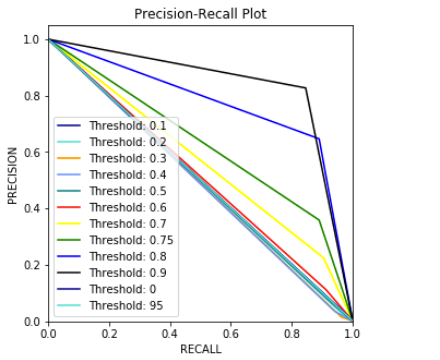 Precision-Recall Plot
1.0
0.8
0.6
0.4
0.2
0.0
PRECISION
Threshold: 0.1
Threshold: 0.2
Threshold: 0.3
Threshold: 0.4
Threshold: 0.5
Threshold: 0.6
Threshold: 0.7
Threshold: 0.75
Threshold: 0.8
Threshold: 0.9
Threshold: 0
Threshold: 95
0.0 0.2 0.4 0.6 0.8 1.0
RECALL